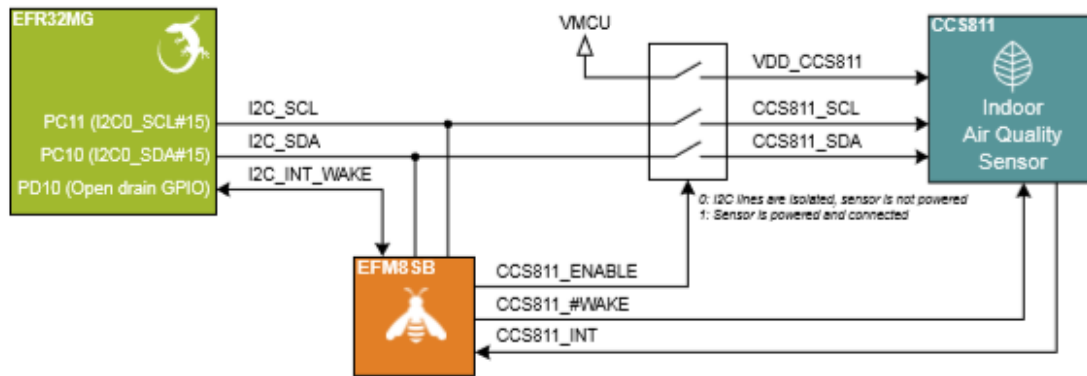 EFR32MG
VMCU
CCS811
VDD_CCS811
I2C_SCL
CCS811_SCL
PC11 (I2C0_SCL#15)
Indoor
I2C_SDA
CCS811_SDA
Air Quality
PC10 (I2C0_SDA#15)
Sensor
I2C_INT_WAKE
PD10 (Open drain GPIO)
0: I2C lines are isolated, sensor is not powered
1: Sensor is powered and connected
EFM8SB
CCS811_ENABLE
CCS811_#WAKE
CCS811_INT